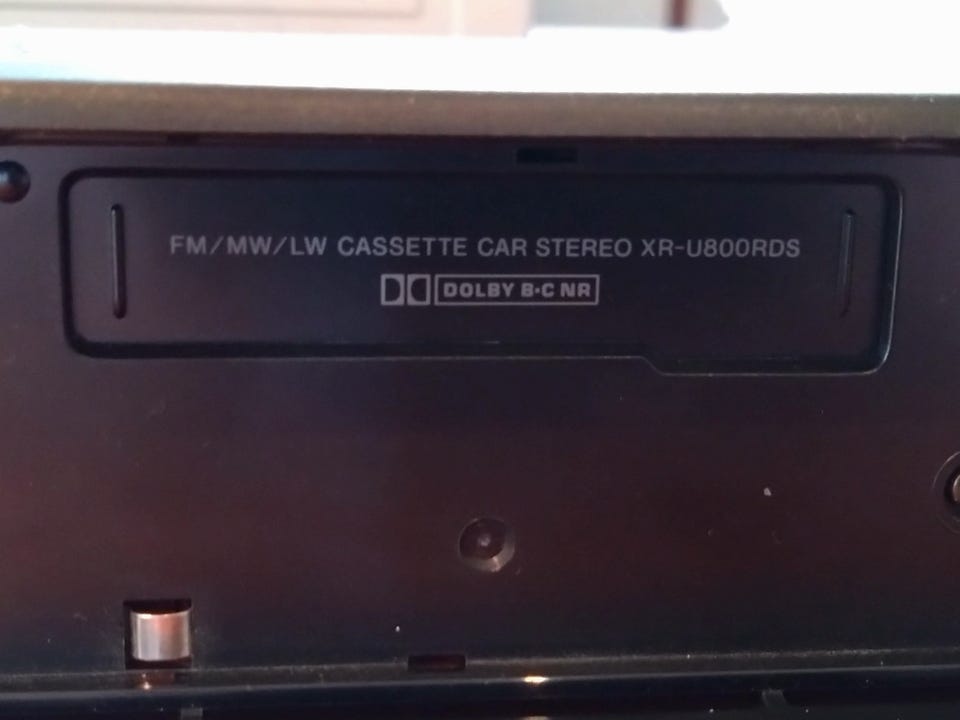 FM/MW/LW CASSETTE CAR STEREO XR-U800RDS
DOLBY B·C NR